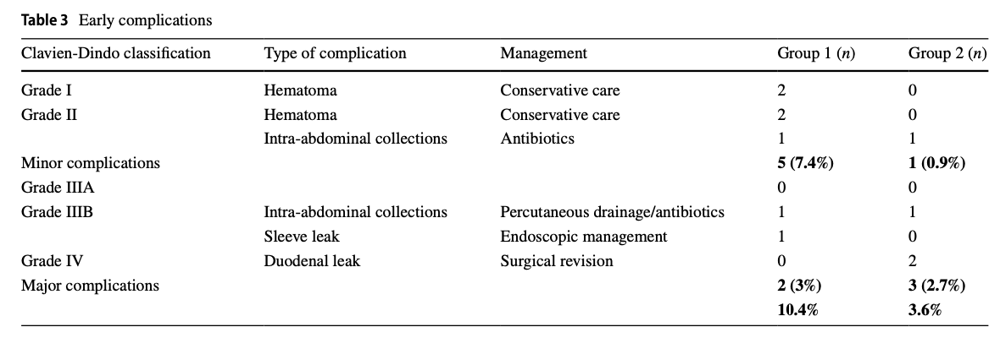 Table 3 Early complications
Clavien-Dindo classification Type of complication Management Group 1 (n) Group 2 (n)
Grade I Hematoma Conservative care 2 0
Grade II Hematoma Conservative care 2 0
Intra-abdominal collections Antibiotics 1 1
Minor complications 5 (7.4%) 1 (0.9%)
Grade IIIA 0 0
Grade IIIB Intra-abdominal collections Percutaneous drainage/antibiotics 1 1
Sleeve leak Endoscopic management 1 0
Grade IV Duodenal leak Surgical revision 0 2
Major complications 2 (3%) 3 (2.7%)
10.4% 3.6%